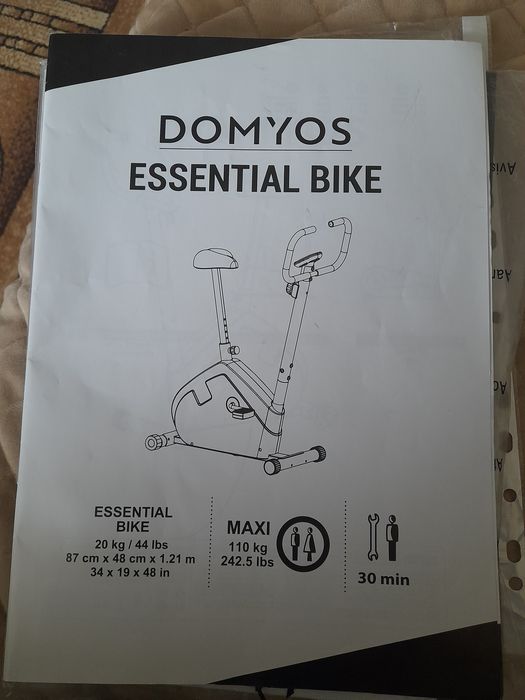 DOMYOS
ESSENTIAL BIKE
ESSENTIAL
BIKE
20 kg / 44 lbs
87 cm x 48 cm x 1.21 m
34 x 19 x 48 in
MAXI
110 kg
242.5 lbs
30 min